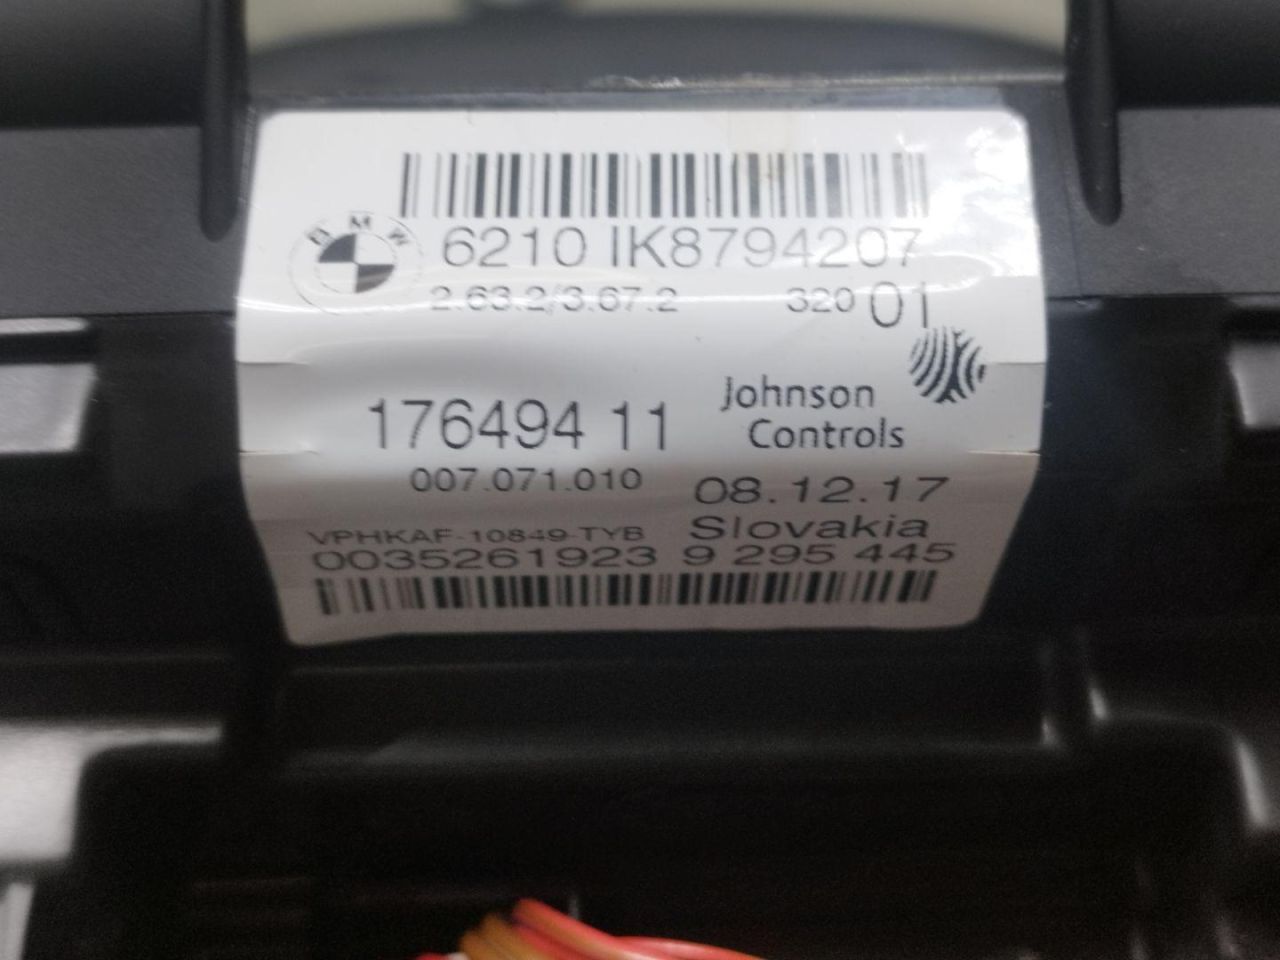 BMW
6210 IK8794207
2.63.2/3.67.2 320 01
Johnson
Controls
176494 11
007.071.010 08.12.17
VPHKAF-10849-TYB Slovakia
0035261923 9 295 445